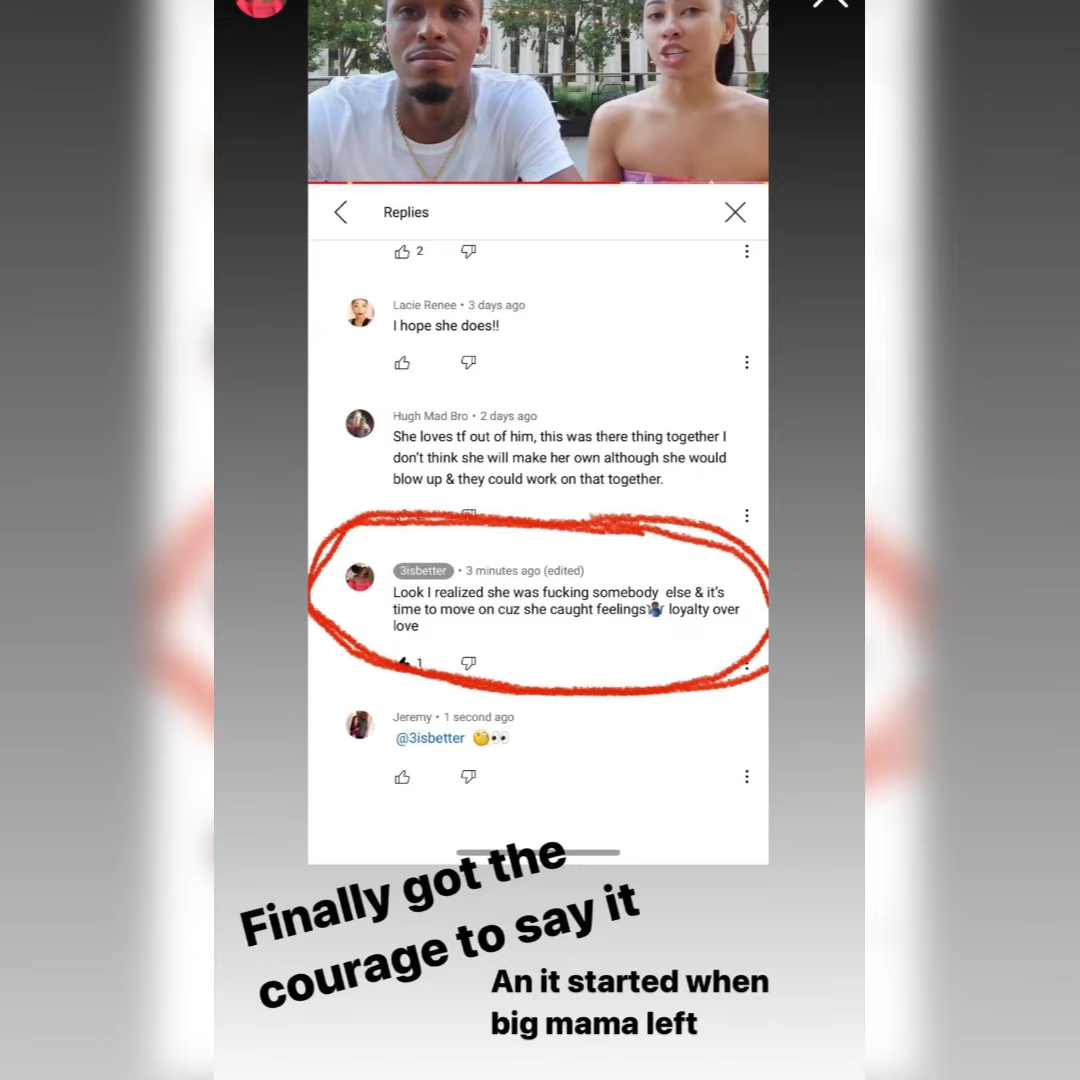 Replies
2
Lacie Renee • 3 days ago
I hope she does!!
Hugh Mad Bro • 2 days ago
She loves tf out of him, this was there thing together I
don't think she will make her own although she would
blow up & they could work on that together.
3isbetter • 3 minutes ago (edited)
Look I realized she was fucking somebody else & it's
time to move on cuz she caught feelings🤷🏾‍♂️ loyalty over
love
1
Jeremy • 1 second ago
@3isbetter 🧐👀
Finally got the
courage to say it
An it started when
big mama left